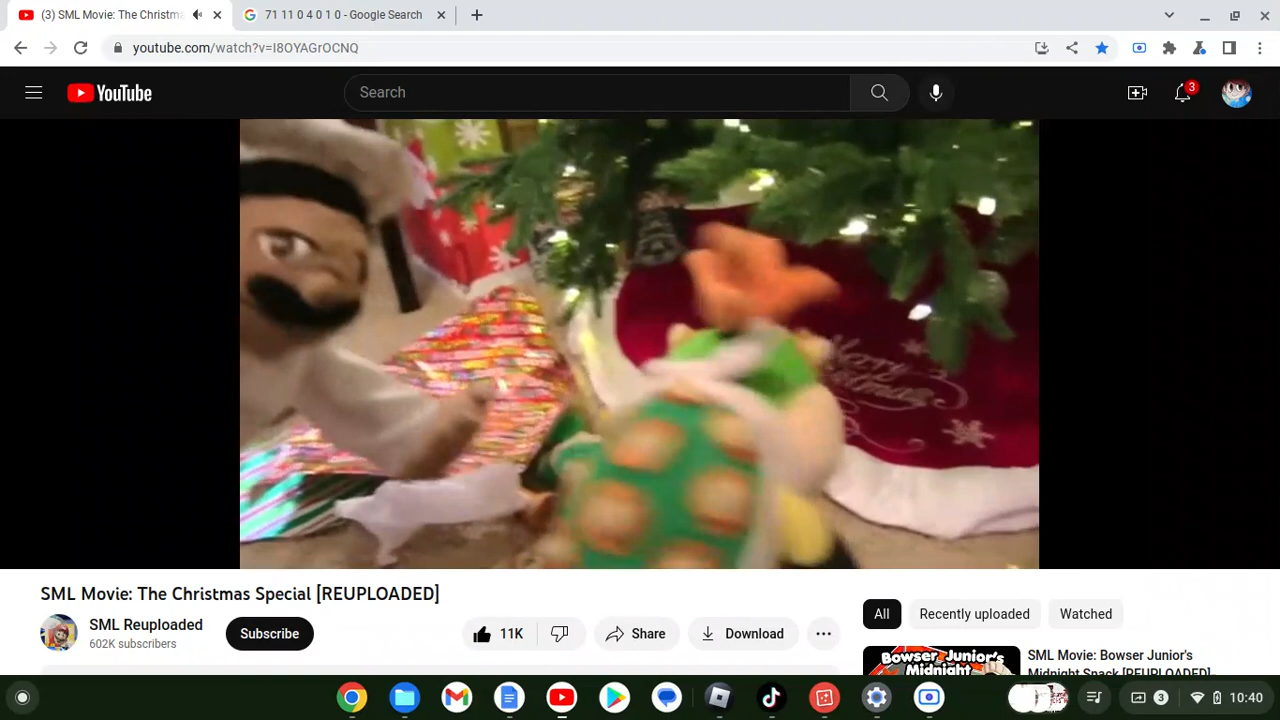 (3) SML Movie: The Christma
71 11 0 4 0 1 0 - Google Search
youtube.com/watch?v=I8OYAGrOCNQ
YouTube
Search
3
Merry
Christmas
SML Movie: The Christmas Special [REUPLOADED]
SML Reuploaded
602K subscribers
Subscribe
11K
Share
Download
All
Recently uploaded
Watched
Bowser Junior's
Midnight
SML Movie: Bowser Junior's
Midnight Snack [REUPLOADED]
3
10:40